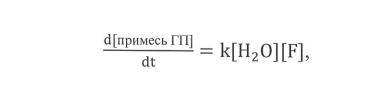 d[примесь ГП]/dt = k[H₂O][F],